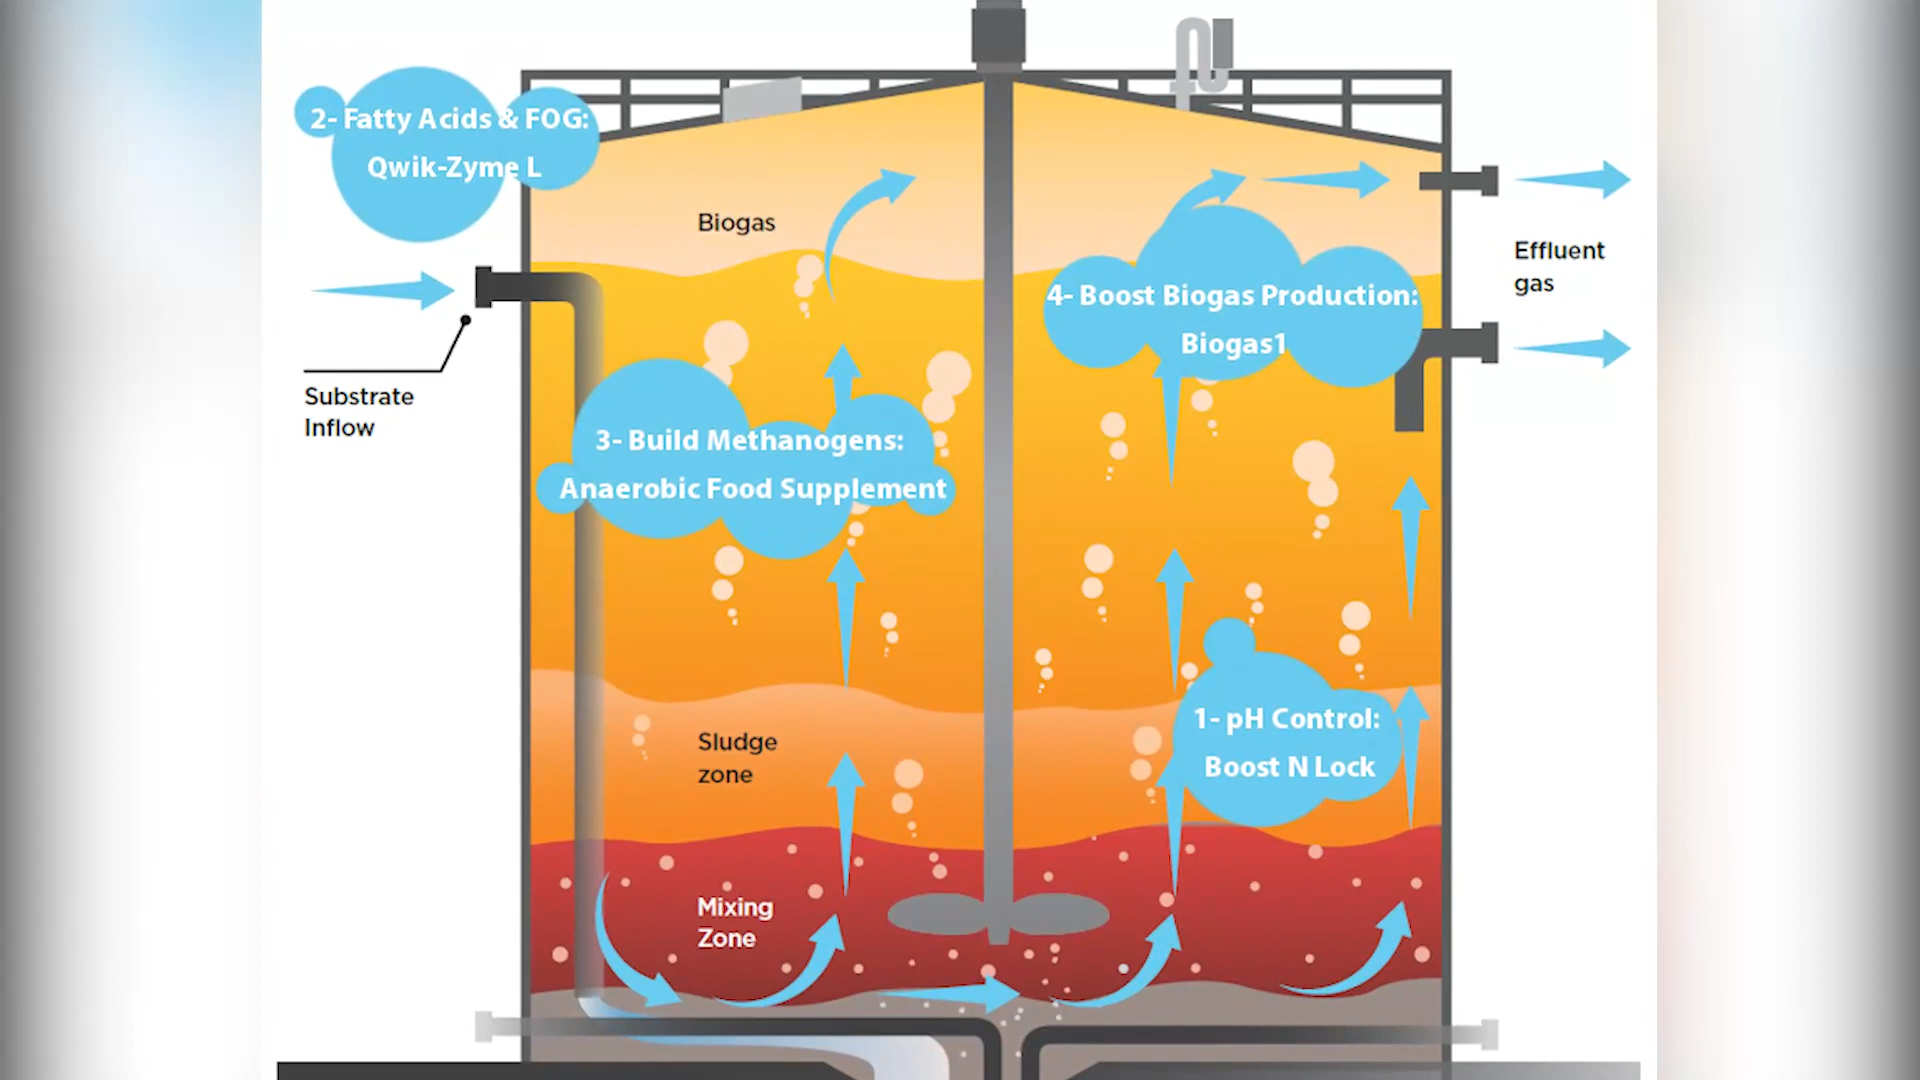 2- Fatty Acids & FOG:
Qwik-Zyme L
Biogas
Effluent
gas
4- Boost Biogas Production:
Biogas1
Substrate
Inflow
3- Build Methanogens:
Anaerobic Food Supplement
1- pH Control:
Boost N Lock
Sludge
zone
Mixing
Zone